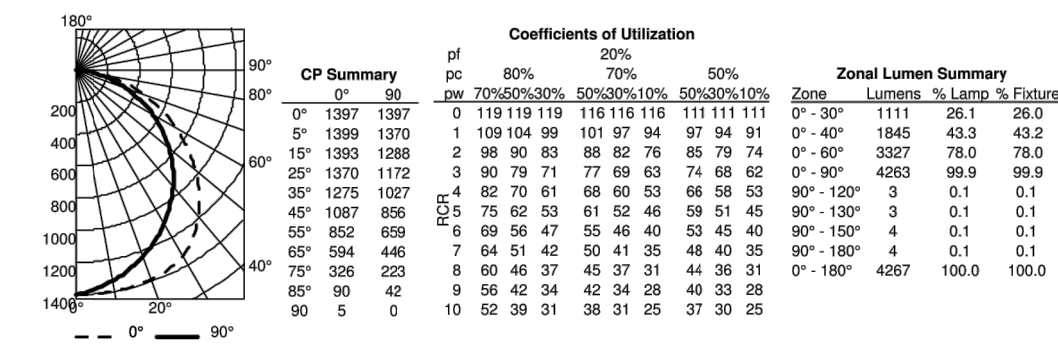 180°
90°
80°
60°
40°
200
400
600
800
1000
1200
1400
0°
20°
0° 90°
CP Summary
0° 90
0° 1397 1397
5° 1399 1370
15° 1393 1288
25° 1370 1172
35° 1275 1027
45° 1087 856
55° 852 659
65° 594 446
75° 326 223
85° 90 42
90 5 0
Coefficients of Utilization
pf 20%
pc 80% 70% 50%
pw 70%50%30% 50%30%10% 50%30%10%
RCR
0 119 119 119 116 116 116 111 111 111
1 109 104 99 101 97 94 97 94 91
2 98 90 83 88 82 76 85 79 74
3 90 79 71 77 69 63 74 68 62
4 82 70 61 68 60 53 66 58 53
5 75 62 53 61 52 46 59 51 45
6 69 56 47 55 46 40 53 45 40
7 64 51 42 50 41 35 48 40 35
8 60 46 37 45 37 31 44 36 31
9 56 42 34 42 34 28 40 33 28
10 52 39 31 38 31 25 37 30 25
Zonal Lumen Summary
Zone Lumens % Lamp % Fixture
0° - 30° 1111 26.1 26.0
0° - 40° 1845 43.3 43.2
0° - 60° 3327 78.0 78.0
0° - 90° 4263 99.9 99.9
90° - 120° 3 0.1 0.1
90° - 130° 3 0.1 0.1
90° - 150° 4 0.1 0.1
90° - 180° 4 0.1 0.1
0° - 180° 4267 100.0 100.0